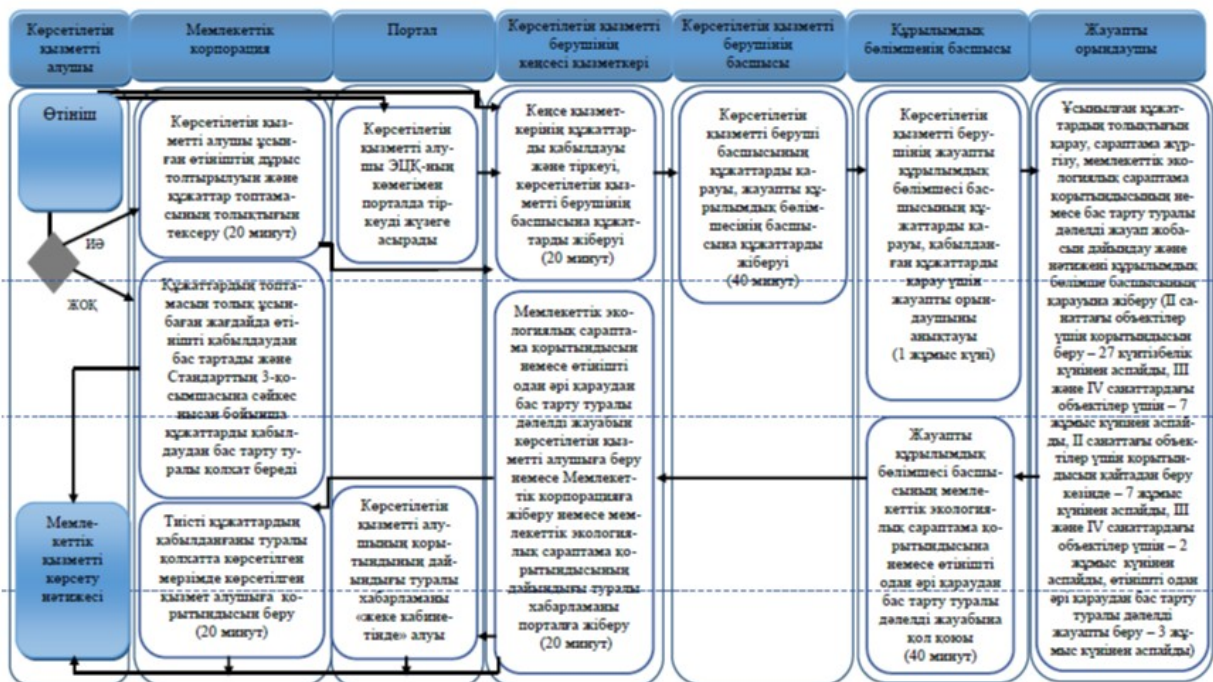 Көрсетілетін
қызметті
алушы
Мемлекеттік
корпорация
Портал
Көрсетілетін қызметті
берушінің
кеңсесі қызметкері
Көрсетілетін қызметті
берушінің
басшысы
Құрылымдық
бөлімшенің басшысы
Жауапты
орындаушы
Өтініш
ИӘ
ЖОҚ
Мемле-
кеттік
қызметті
көрсету
нәтижесі
Көрсетілетін қыз-
метті алушы ұсын-
ған өтініштің дұрыс
толтырылуын және
құжаттар топтама-
сының толықтығын
тексеру (20 минут)
Құжаттардың топта-
масын толық ұсын-
баған жағдайда өті-
нішті қабылдаудан
бас тартады және
Стандарттың 3-қо-
сымшасына сәйкес
нысан бойынша
құжаттарды қабыл-
даудан бас тарту ту-
ралы қолхат береді
Тиісті құжаттардың
қабылданғаны туралы
қолхатта көрсетілген
мерзімде көрсетілген
қызмет алушыға қо-
рытындысын беру
(20 минут)
Көрсетілетін
қызметті алу-
шы ЭЦҚ-ның
көмегімен
порталда тір-
кеуді жүзеге
асырады
Көрсетілетін
қызметті алу-
шының қоры-
тындының дай-
ындығы туралы
хабарламаны
«жеке кабине-
тінде» алуы
Кеңсе қызмет-
керінің құжаттар-
ды қабылдауы
және тіркеуі,
көрсетілетін қыз-
метті берушінің
басшысына құжат-
тарды жіберуі
(20 минут)
Мемлекеттік эко-
логиялық сарапта-
ма қорытындысын
немесе өтінішті
одан әрі қараудан
бас тарту туралы
дәлелді жауабын
көрсетілетін қыз-
метті алушыға беру
немесе Мемлекет-
тік корпорацияға
жіберу немесе мем-
лекеттік экология-
лық сараптама қо-
рытындысының
дайындығы туралы
хабарламаны
порталға жіберу
(20 минут)
Көрсетілетін
қызметті беруші
басшысының
құжаттарды қа-
рауы, жауапты құ-
рылымдық бөлім-
шесінің басшы-
сына құжаттарды
жіберуі
(40 минут)
Көрсетілетін
қызметті беру-
шінің жауапты
құрылымдық
бөлімшесі бас-
шысының құ-
жаттарды қа-
рауы, қабылдан-
ған құжаттарды
қарау үшін
жауапты орын-
даушыны
анықтауы
(1 жұмыс күні)
Жауапты
құрылымдық
бөлімшесі басшы-
сының мемле-
кеттік экология-
лық сараптама қо-
рытындысына
немесе өтінішті
одан әрі қараудан
бас тарту туралы
дәлелді жауабына
қол қоюы
(40 минут)
Ұсынылған құжат-
тардың толықтығын
қарау, сараптама жүр-
гізу, мемлекеттік эко-
логиялық сараптама
қорытындысының не-
месе бас тарту туралы
дәлелді жауап жоба-
сын дайындау және
нәтижені құрылымдық
бөлімше басшысының
қарауына жіберу (II са-
наттағы объектілер
үшін қорытындысын
беру – 27 күнтізбелік
күнінен аспайды, III
және IV санаттардағы
объектілер үшін – 7
жұмыс күнінен аспай-
ды, II санаттағы объек-
тілер үшін қорытын-
дысын қайтадан беру
кезінде – 7 жұмыс
күнінен аспайды, III
және IV санаттардағы
объектілер үшін – 2
жұмыс күнінен
аспайды, өтінішті одан
әрі қараудан бас тарту
туралы дәлелді
жауапты беру – 3 жұ-
мыс күнінен аспайды)